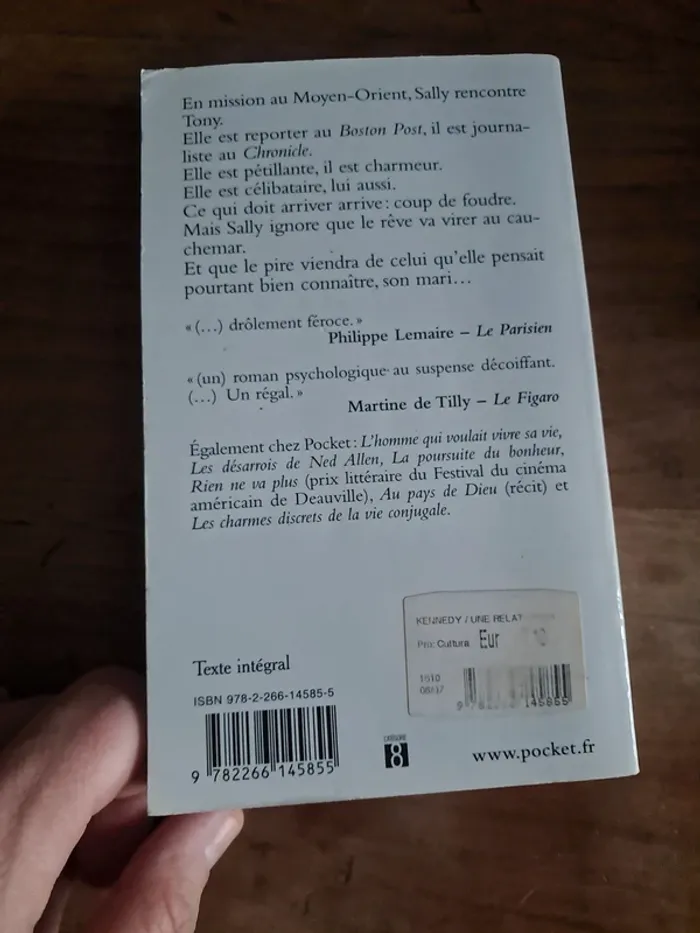 En mission au Moyen-Orient, Sally rencontre
Tony.
Elle est reporter au Boston Post, il est journa-
liste au Chronicle.
Elle est pétillante, il est charmeur.
Elle est célibataire, lui aussi.
Ce qui doit arriver arrive : coup de foudre.
Mais Sally ignore que le rêve va virer au cau-
chemar.
Et que le pire viendra de celui qu'elle pensait
pourtant bien connaître, son mari…
« (…) drôlement féroce. »
Philippe Lemaire – Le Parisien
« (un) roman psychologique au suspense décoiffant.
(…) Un régal. »
Martine de Tilly – Le Figaro
Également chez Pocket : L'homme qui voulait vivre sa vie,
Les désarrois de Ned Allen, La poursuite du bonheur,
Rien ne va plus (prix littéraire du Festival du cinéma
américain de Deauville), Au pays de Dieu (récit) et
Les charmes discrets de la vie conjugale.
KENNEDY / UNE RELAT
Prix Cultura Eur
1610
145855
Texte intégral
ISBN 978-2-266-14585-5
9 782266 145855
CATÉGORIE
8
www.pocket.fr